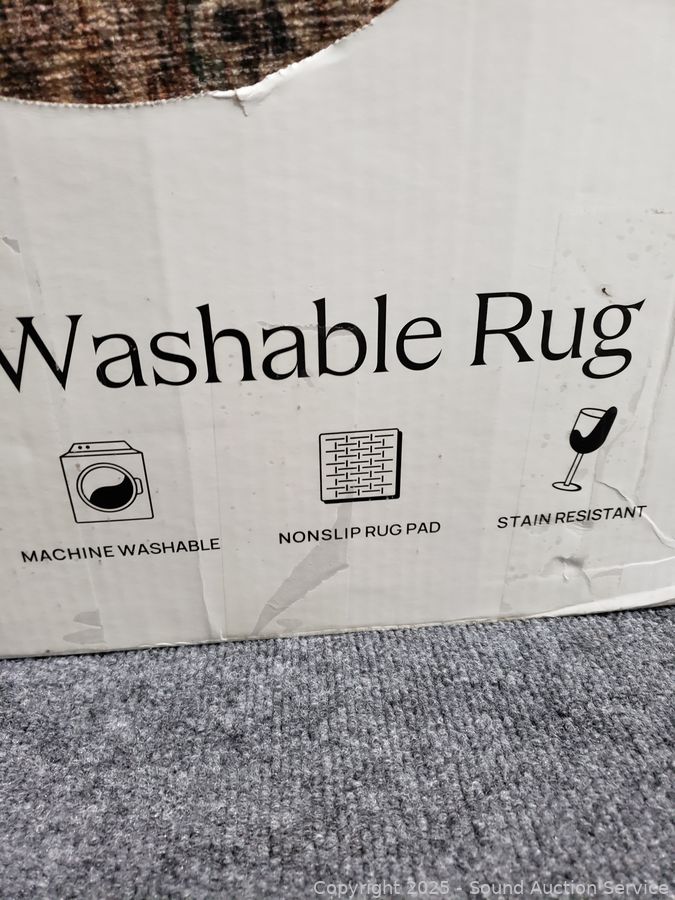 Washable Rug
MACHINE WASHABLE
NONSLIP RUG PAD
STAIN RESISTANT
Copyright 2025 - Sound Auction Service